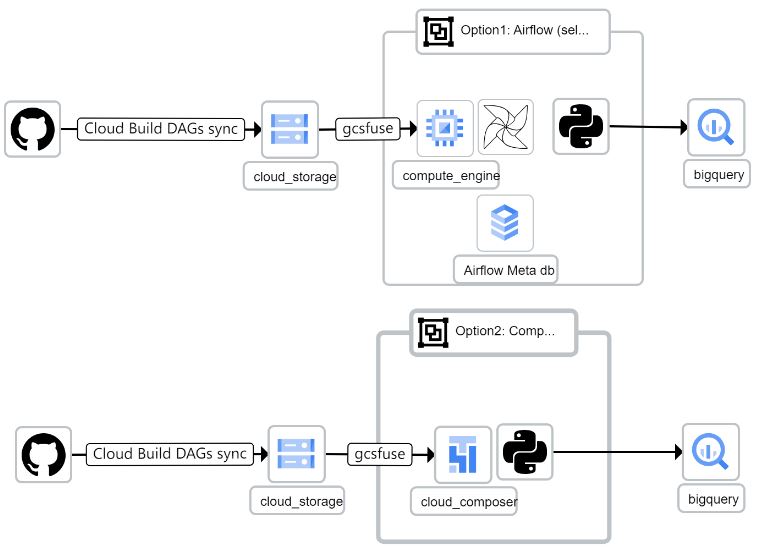 Option1: Airflow (sel...
Cloud Build DAGs sync
gcsfuse
cloud_storage
compute_engine
bigquery
Airflow Meta db
Option2: Comp...
Cloud Build DAGs sync
gcsfuse
cloud_storage
cloud_composer
bigquery